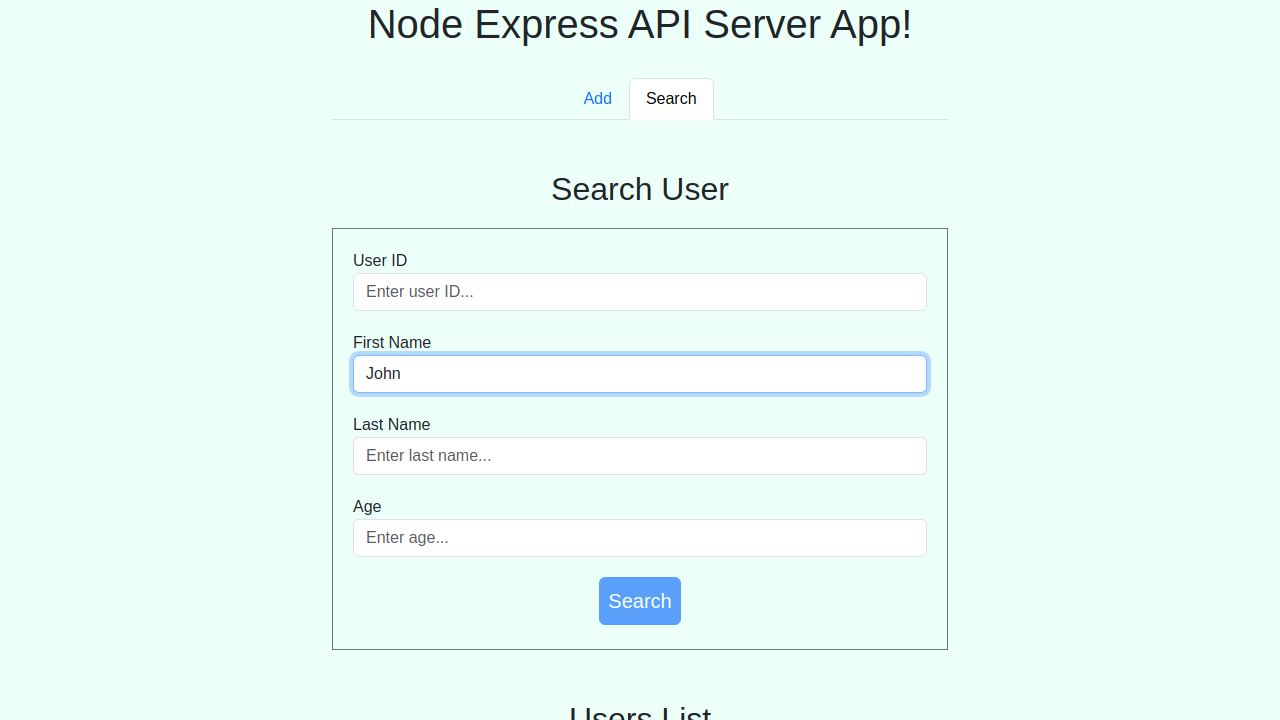 Node Express API Server App!
Add
Search
Search User
User ID
Enter user ID...
First Name
John
Last Name
Enter last name...
Age
Enter age...
Search
Users List